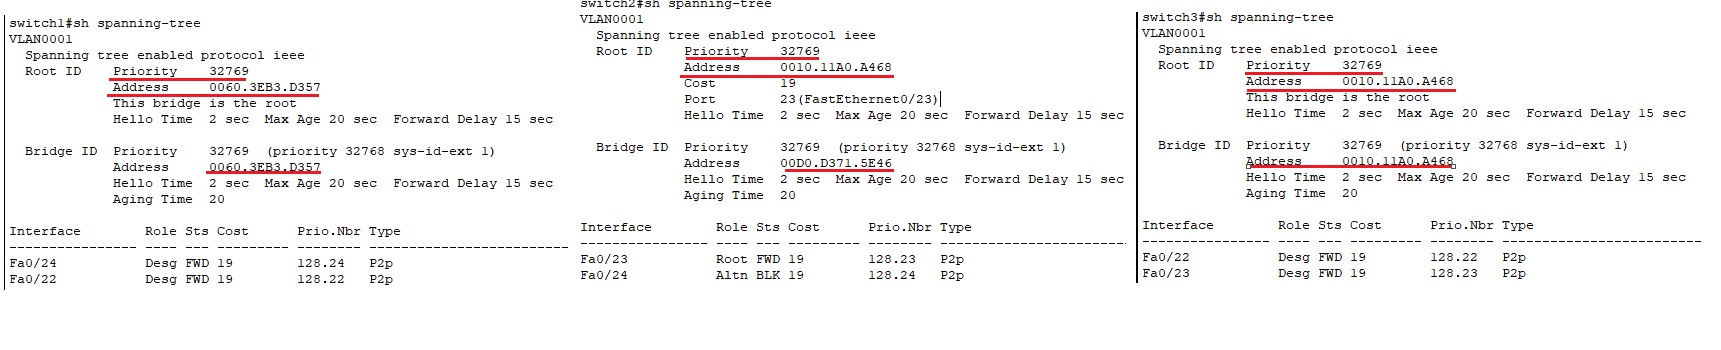 switch1#sh spanning-tree
VLAN0001
Spanning tree enabled protocol ieee
Root ID Priority 32769
Address 0060.3EB3.D357
This bridge is the root
Hello Time 2 sec Max Age 20 sec Forward Delay 15 sec
Bridge ID Priority 32769 (priority 32768 sys-id-ext 1)
Address 0060.3EB3.D357
Hello Time 2 sec Max Age 20 sec Forward Delay 15 sec
Aging Time 20
Interface Role Sts Cost Prio.Nbr Type
---------------- ---- --- --------- -------- --------------------------------
Fa0/24 Desg FWD 19 128.24 P2p
Fa0/22 Desg FWD 19 128.22 P2p
switch2#sh spanning-tree
VLAN0001
Spanning tree enabled protocol ieee
Root ID Priority 32769
Address 0010.11A0.A468
Cost 19
Port 23(FastEthernet0/23)
Hello Time 2 sec Max Age 20 sec Forward Delay 15 sec
Bridge ID Priority 32769 (priority 32768 sys-id-ext 1)
Address 00D0.D371.5E46
Hello Time 2 sec Max Age 20 sec Forward Delay 15 sec
Aging Time 20
Interface Role Sts Cost Prio.Nbr Type
---------------- ---- --- --------- -------- --------------------------------
Fa0/23 Root FWD 19 128.23 P2p
Fa0/24 Altn BLK 19 128.24 P2p
switch3#sh spanning-tree
VLAN0001
Spanning tree enabled protocol ieee
Root ID Priority 32769
Address 0010.11A0.A468
This bridge is the root
Hello Time 2 sec Max Age 20 sec Forward Delay 15 sec
Bridge ID Priority 32769 (priority 32768 sys-id-ext 1)
Address 0010.11A0.A468
Hello Time 2 sec Max Age 20 sec Forward Delay 15 sec
Aging Time 20
Interface Role Sts Cost Prio.Nbr Type
---------------- ---- --- --------- -------- --------------------------------
Fa0/22 Desg FWD 19 128.22 P2p
Fa0/23 Desg FWD 19 128.23 P2p